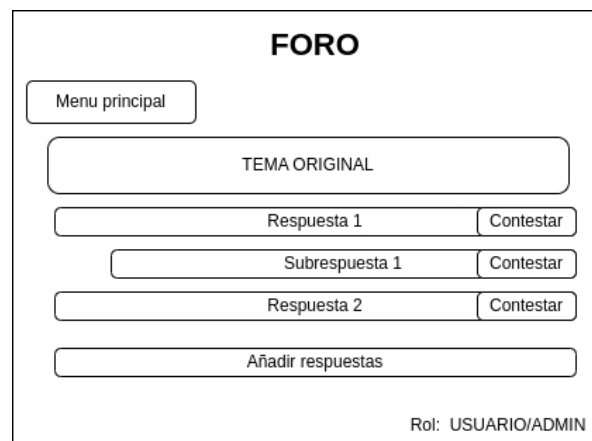 FORO
Menu principal
TEMA ORIGINAL
Respuesta 1 Contestar
Subrespuesta 1 Contestar
Respuesta 2 Contestar
Añadir respuestas
Rol: USUARIO/ADMIN